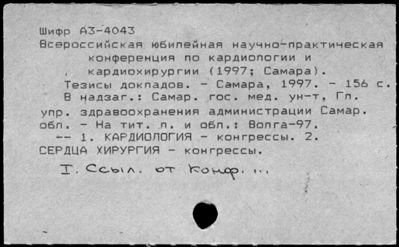 Шифр А3-4043
Всероссийская юбилейная научно-практическая
конференция по кардиологии и
кардиохирургии (1997; Самара).
Тезисы докладов. - Самара, 1997. - 156 с.
В надзаг.: Самар. гос. мед. ун-т, Гл.
упр. здравоохранения администрации Самар.
обл. - На тит. л. и обл.: Волга-97.
-- 1. КАРДИОЛОГИЯ - конгрессы. 2.
СЕРДЦА ХИРУРГИЯ - конгрессы.
I. Ссыл. от Конф. ...